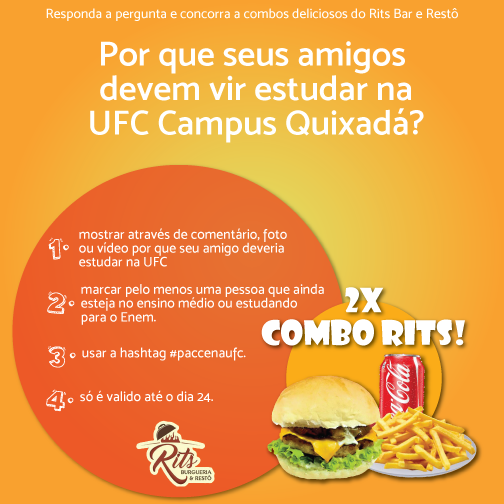 Responda a pergunta e concorra a combos deliciosos do Rits Bar e Restô
Por que seus amigos
devem vir estudar na
UFC Campus Quixadá?
1. mostrar através de comentário, foto
ou vídeo por que seu amigo deveria
estudar na UFC
2. marcar pelo menos uma pessoa que ainda
esteja no ensino médio ou estudando
para o Enem.
3. usar a hashtag #paccenaufc.
4. só é valido até o dia 24.
2X
COMBO RITS!
Coca-Cola
Rits
BURGUERIA
& RESTÔ